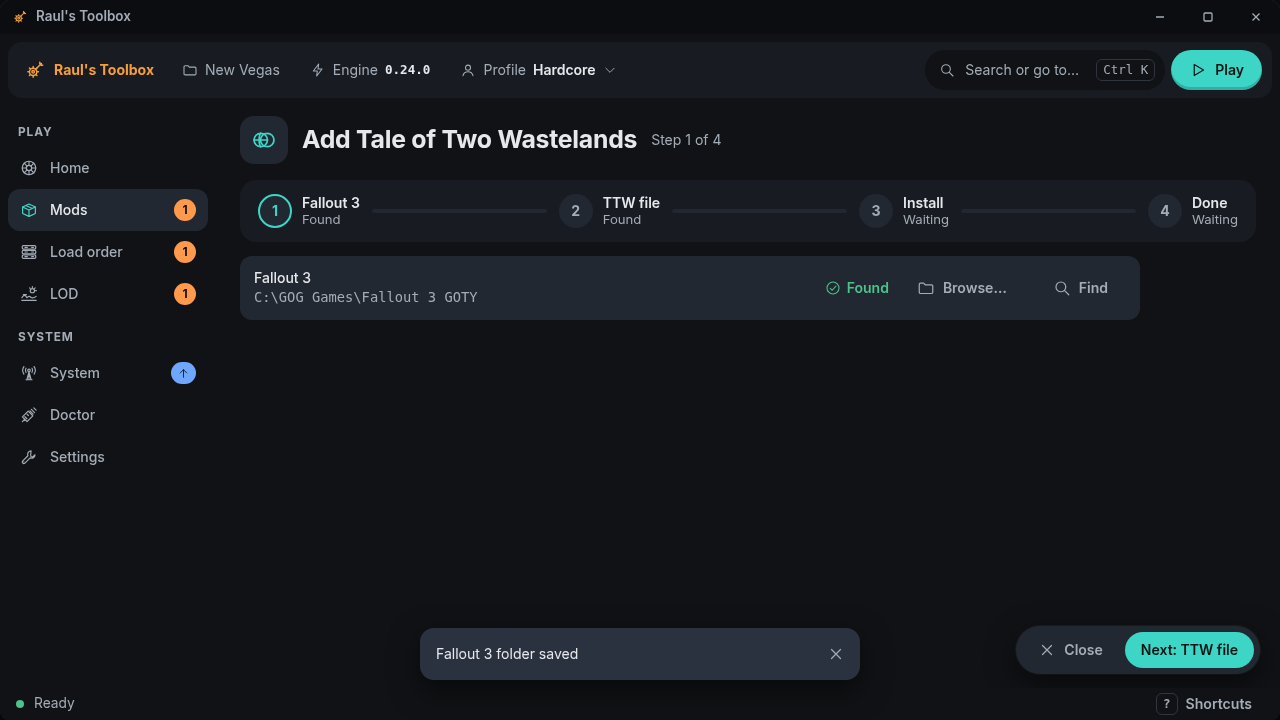 Raul's Toolbox
Raul's Toolbox
New Vegas
Engine 0.24.0
Profile Hardcore
Search or go to...
Ctrl K
Play
PLAY
Home
Mods
1
Load order
1
LOD
1
SYSTEM
System
Doctor
Settings
Add Tale of Two Wastelands
Step 1 of 4
1
Fallout 3
Found
2
TTW file
Found
3
Install
Waiting
4
Done
Waiting
Fallout 3
C:\GOG Games\Fallout 3 GOTY
Found
Browse...
Find
Fallout 3 folder saved
Close
Next: TTW file
Ready
? Shortcuts